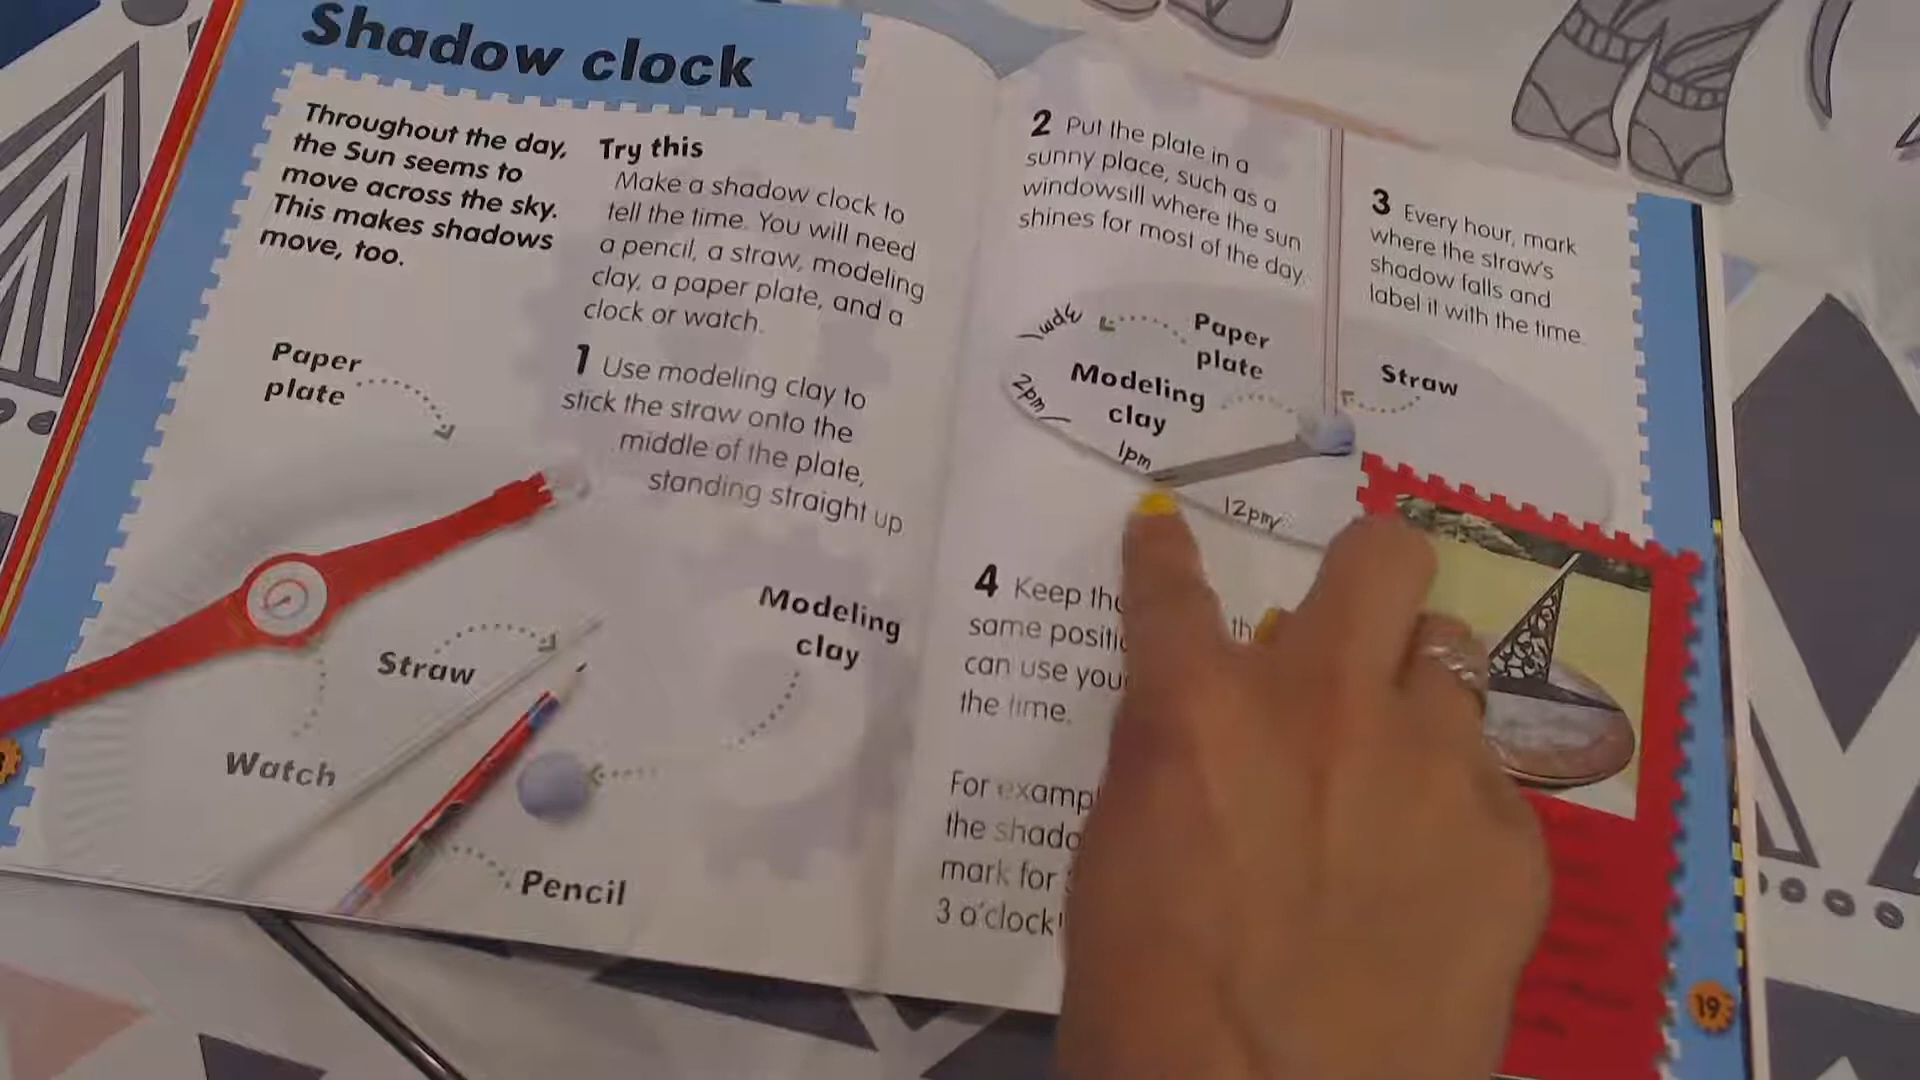 Shadow clock
Throughout the day,
the Sun seems to
move across the sky.
This makes shadows
move, too.
Try this
Make a shadow clock to
tell the time. You will need
a pencil, a straw, modeling
clay, a paper plate, and a
clock or watch.
1 Use modeling clay to
stick the straw onto the
middle of the plate,
standing straight up
Paper
plate
Straw
Watch
Modeling
clay
Pencil
2 Put the plate in a
sunny place, such as a
windowsill where the sun
shines for most of the day.
3 Every hour, mark
where the straw's
shadow falls and
label it with the time.
3pm
Paper
plate
Modeling
clay
Straw
2pm
1pm
12pm
4 Keep the
same
can use
the time.
For
the
mark for
3 o'clock!
19